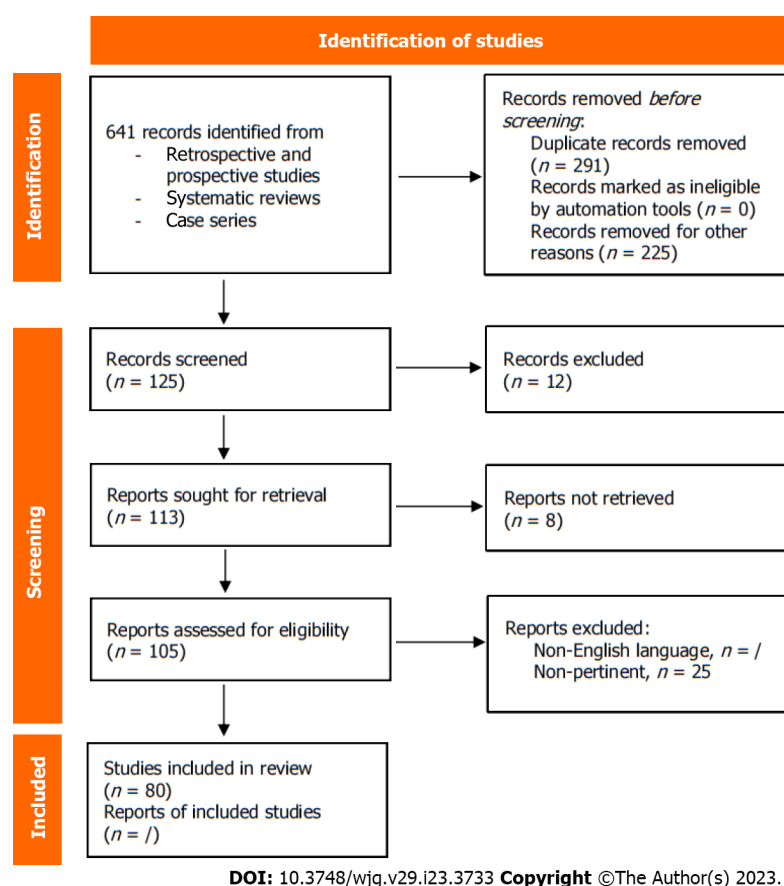 Identification of studies
Identification
641 records identified from
- Retrospective and
prospective studies
- Systematic reviews
- Case series
Records removed before
screening:
Duplicate records removed
(n = 291)
Records marked as ineligible
by automation tools (n = 0)
Records removed for other
reasons (n = 225)
Screening
Records screened
(n = 125)
Records excluded
(n = 12)
Reports sought for retrieval
(n = 113)
Reports not retrieved
(n = 8)
Reports assessed for eligibility
(n = 105)
Reports excluded:
Non-English language, n = /
Non-pertinent, n = 25
Included
Studies included in review
(n = 80)
Reports of included studies
(n = /)
DOI: 10.3748/wjg.v29.i23.3733 Copyright ©The Author(s) 2023.